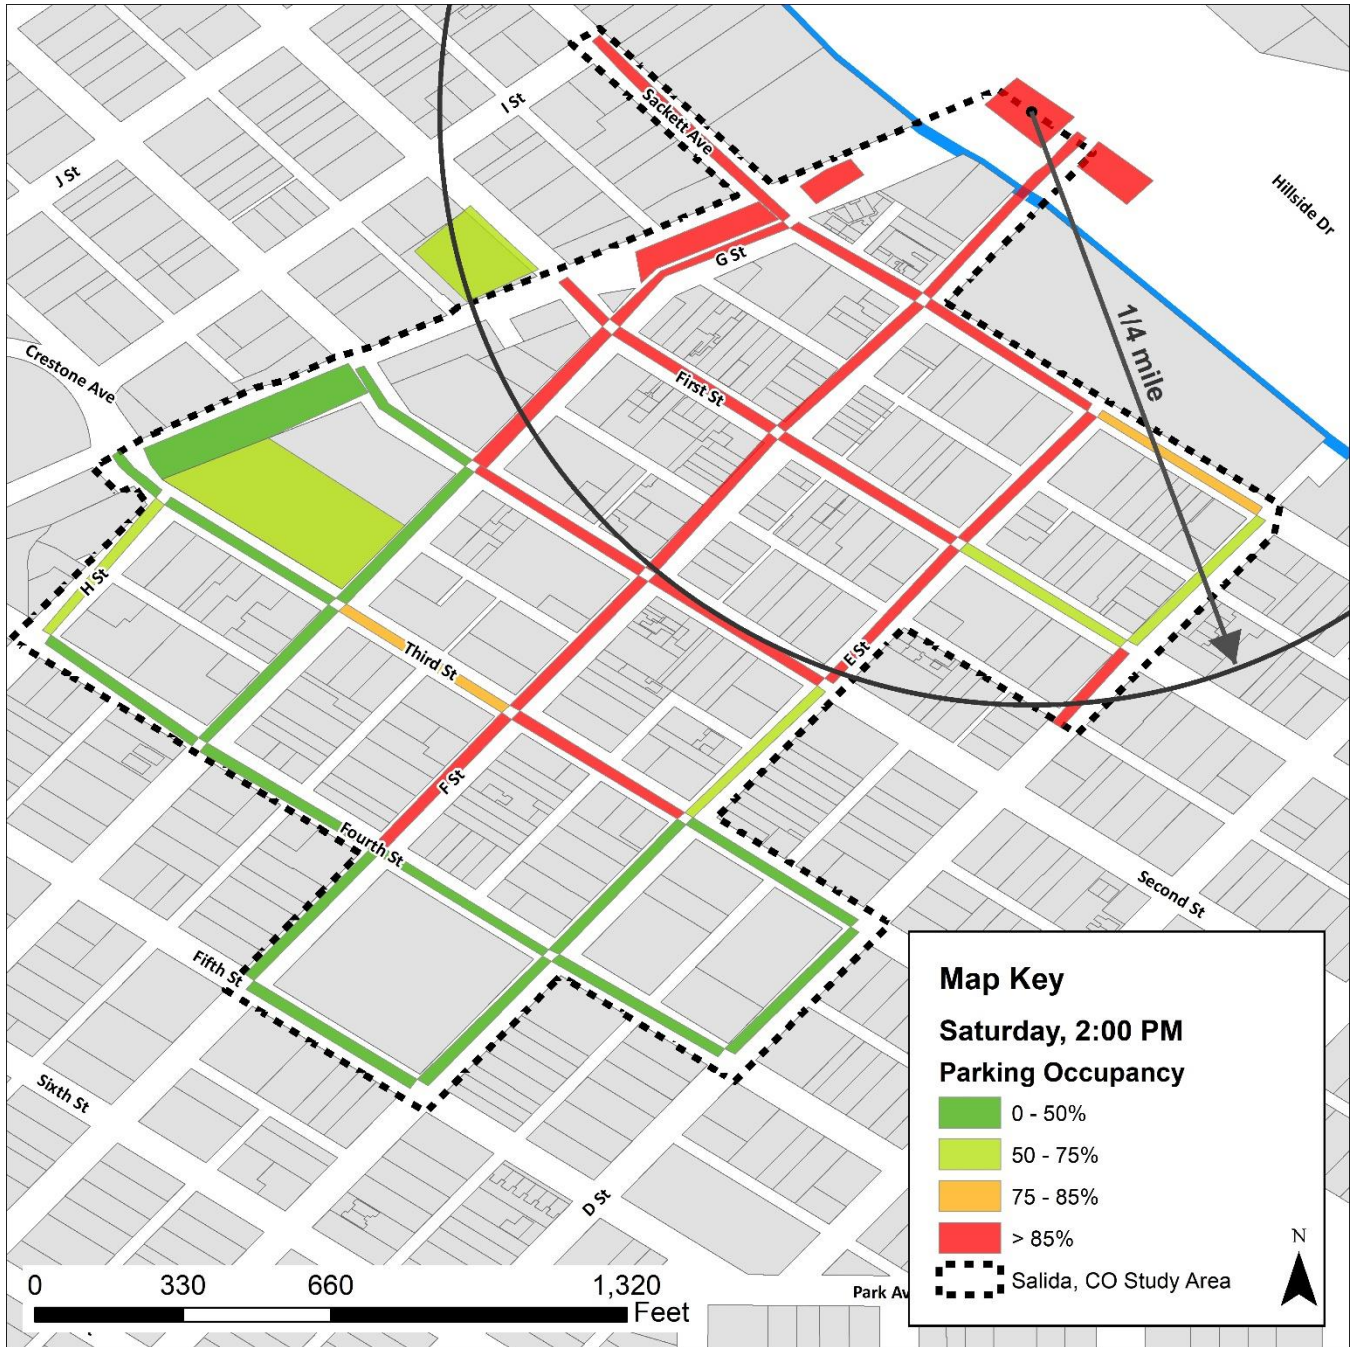 I St
Sackett Ave
J St
Hillside Dr
G St
1/4 mile
Crestone Ave
First St
H St
Third St
E St
F St
Fourth St
Second St
Fifth St
Sixth St
D St
Park Av
Map Key
Saturday, 2:00 PM
Parking Occupancy
0 - 50%
50 - 75%
75 - 85%
> 85%
Salida, CO Study Area
N
0 330 660 1,320
Feet